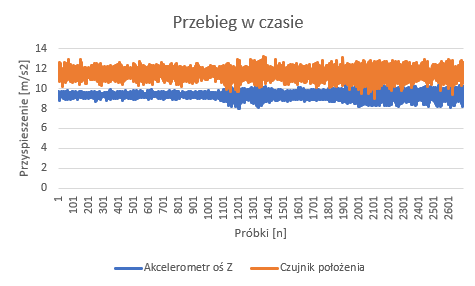 Przebieg w czasie
14
12
10
8
6
4
2
0
Przyspieszenie [m/s2]
1 101 201 301 401 501 601 701 801 901 1001 1101 1201 1301 1401 1501 1601 1701 1801 1901 2001 2101 2201 2301 2401 2501 2601
Próbki [n]
Akcelerometr oś Z Czujnik położenia